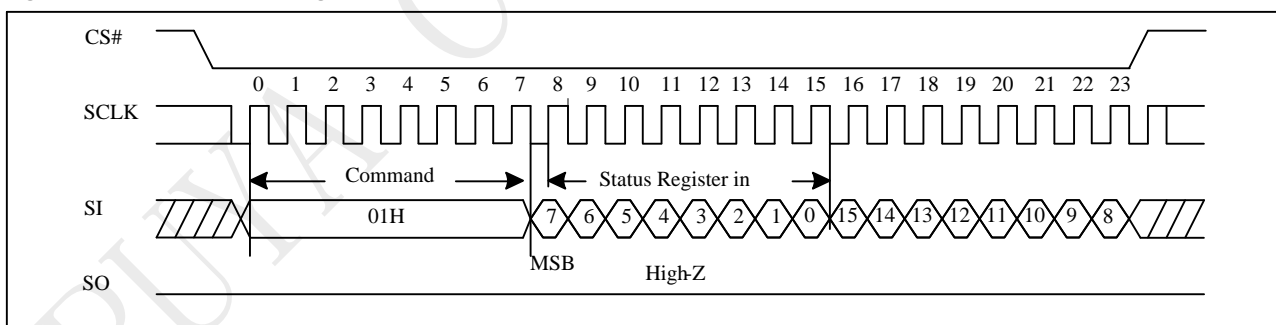 CS#
0 1 2 3 4 5 6 7 8 9 10 11 12 13 14 15 16 17 18 19 20 21 22 23
SCLK
Command Status Register in
SI 01H 7 6 5 4 3 2 1 0 15 14 13 12 11 10 9 8
MSB High-Z
SO
PUYA